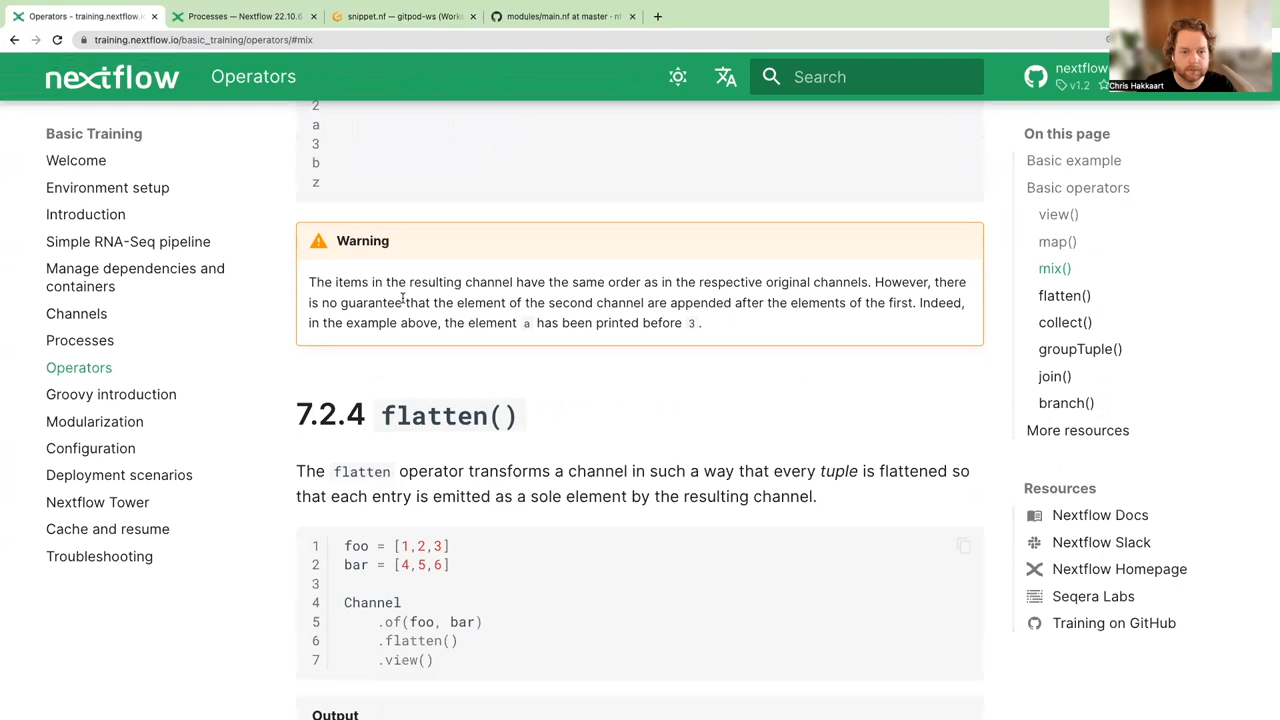 Operators - training.nextflow.i
Processes — Nextflow 22.10.6
snippet.nf — gitpod-ws (Works
modules/main.nf at master · nf
training.nextflow.io/basic_training/operators/#mix
nextflow
Operators
Search
nextflow
v1.2
Chris Hakkaart
Basic Training
Welcome
Environment setup
Introduction
Simple RNA-Seq pipeline
Manage dependencies and
containers
Channels
Processes
Operators
Groovy introduction
Modularization
Configuration
Deployment scenarios
Nextflow Tower
Cache and resume
Troubleshooting
2
a
3
b
z
Warning
The items in the resulting channel have the same order as in the respective original channels. However, there
is no guarantee that the element of the second channel are appended after the elements of the first. Indeed,
in the example above, the element a has been printed before 3.
7.2.4 flatten()
The flatten operator transforms a channel in such a way that every tuple is flattened so
that each entry is emitted as a sole element by the resulting channel.
1 foo = [1,2,3]
2 bar = [4,5,6]
3
4 Channel
5 .of(foo, bar)
6 .flatten()
7 .view()
Output
On this page
Basic example
Basic operators
view()
map()
mix()
flatten()
collect()
groupTuple()
join()
branch()
More resources
Resources
Nextflow Docs
Nextflow Slack
Nextflow Homepage
Seqera Labs
Training on GitHub